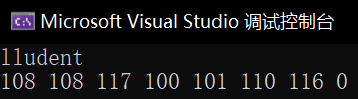 Microsoft Visual Studio 调试控制台
lludent
108 108 117 100 101 110 116 0